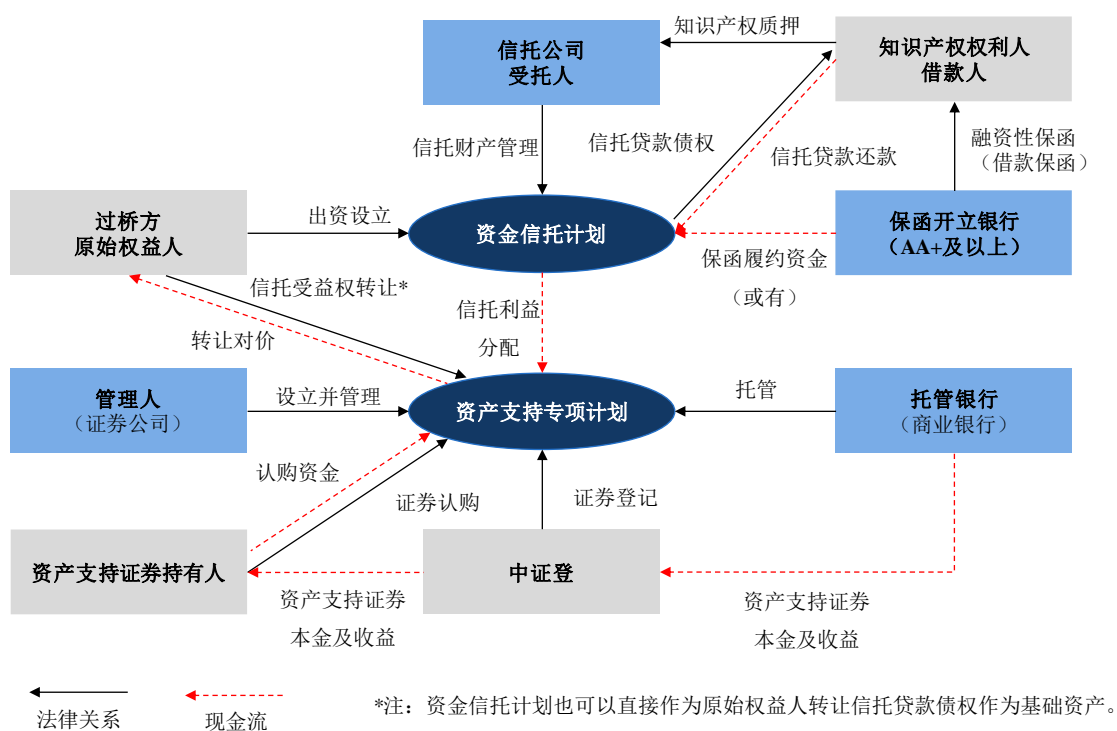 知识产权质押
信托公司
受托人
知识产权权利人
借款人
信托财产管理
信托贷款债权
信托贷款还款
融资性保函
（借款保函）
过桥方
原始权益人
出资设立
资金信托计划
保函开立银行
（AA+及以上）
保函履约资金
（或有）
信托受益权转让*
转让对价
信托利益
分配
管理人
（证券公司）
设立并管理
资产支持专项计划
托管
托管银行
（商业银行）
认购资金
证券认购
证券登记
资产支持证券持有人
中证登
资产支持证券
本金及收益
资产支持证券
本金及收益
法律关系
现金流
*注：资金信托计划也可以直接作为原始权益人转让信托贷款债权作为基础资产。